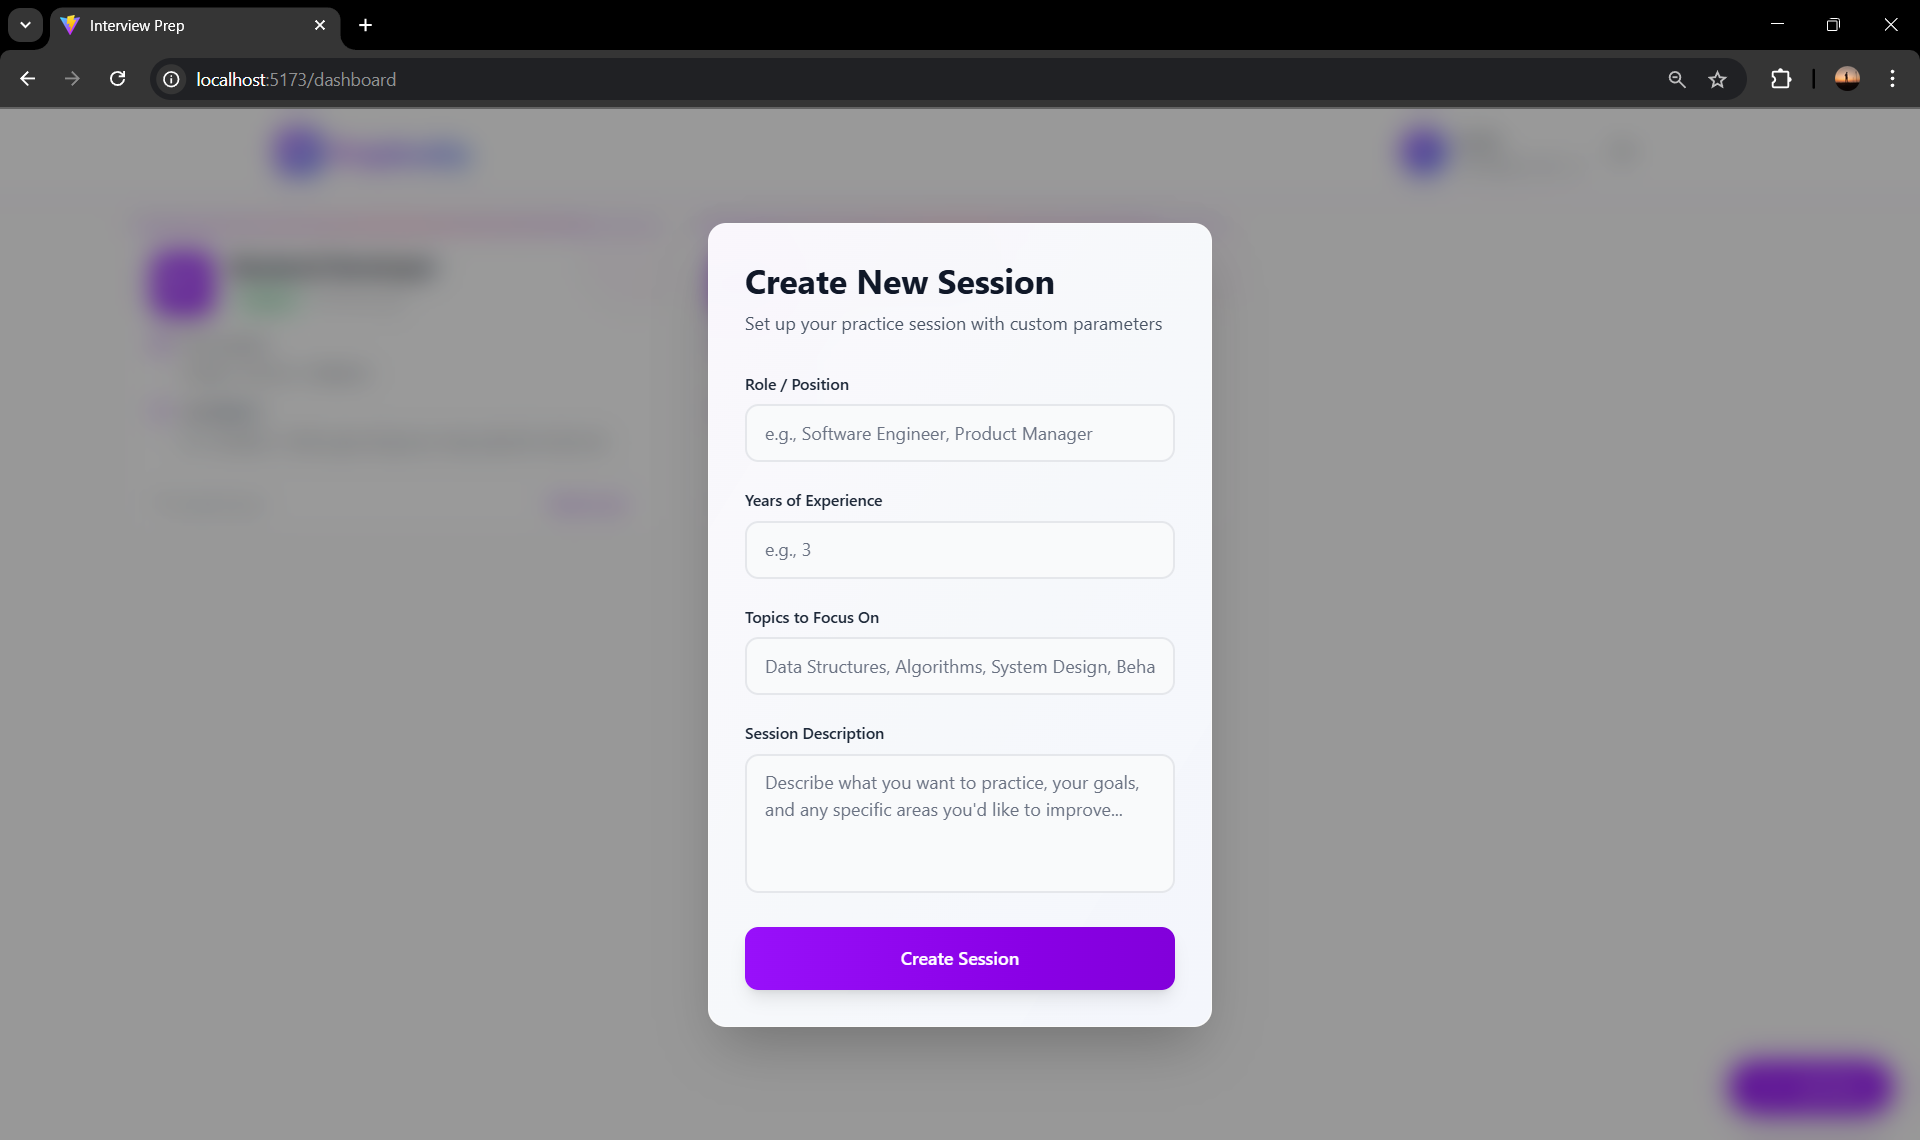 Interview Prep
localhost:5173/dashboard
Create New Session
Set up your practice session with custom parameters
Role / Position
e.g., Software Engineer, Product Manager
Years of Experience
e.g., 3
Topics to Focus On
Data Structures, Algorithms, System Design, Beha
Session Description
Describe what you want to practice, your goals,
and any specific areas you'd like to improve...
Create Session